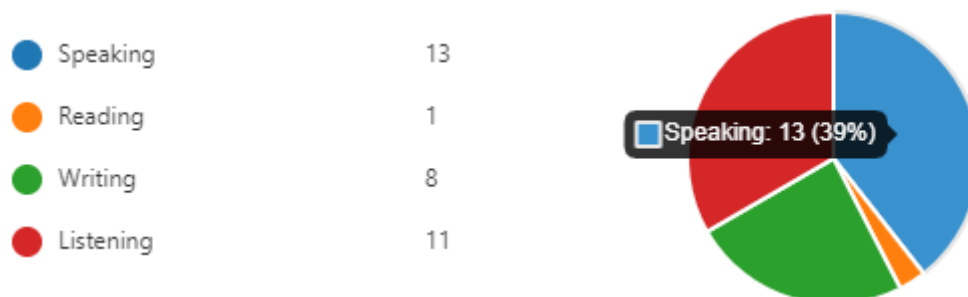 Speaking 13
Reading 1
Writing 8
Listening 11
Speaking: 13 (39%)